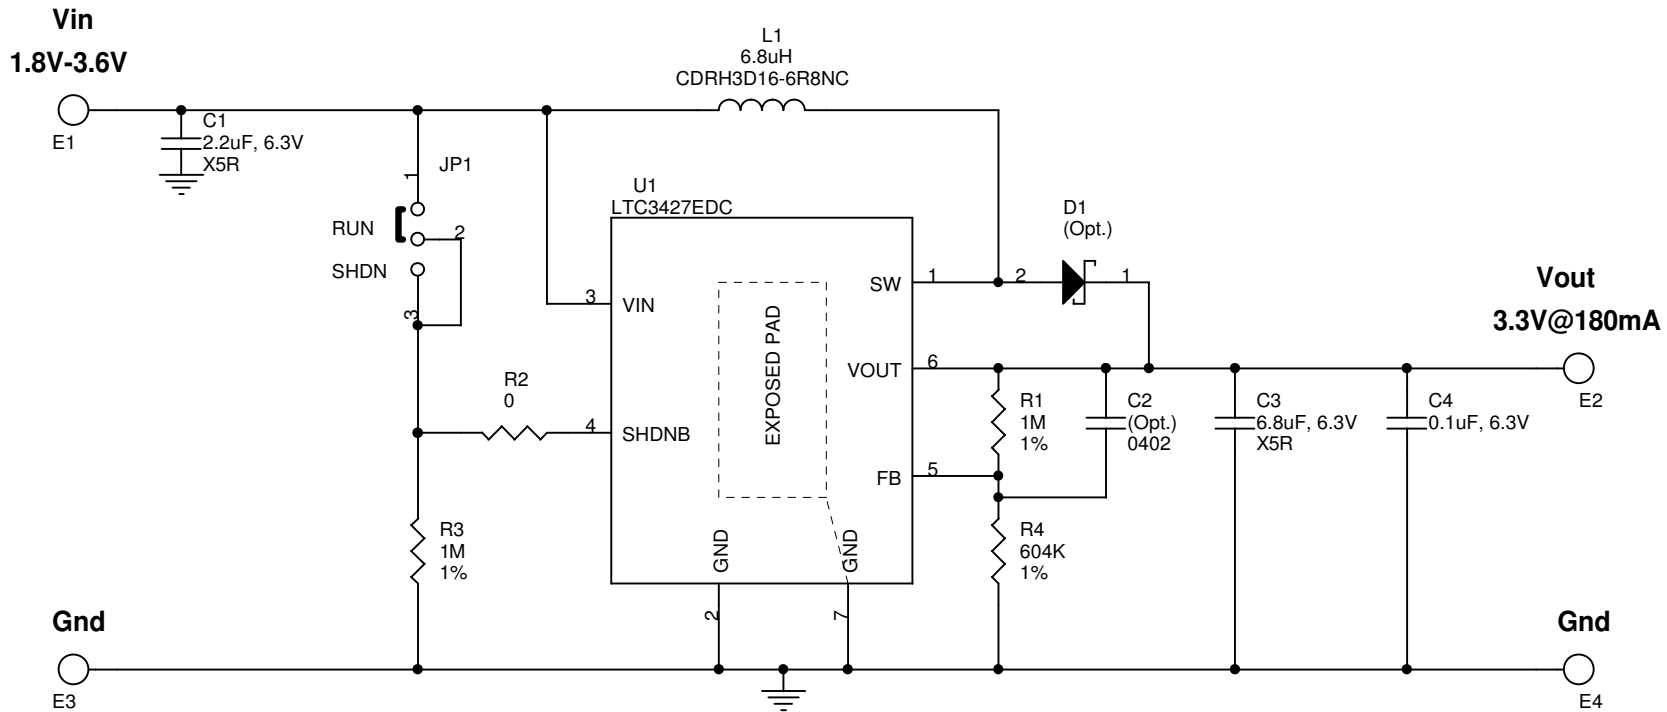 Vin
1.8V-3.6V
E1
C1
2.2uF, 6.3V
X5R
L1
6.8uH
CDRH3D16-6R8NC
JP1
1
RUN
2
SHDN
3
U1
LTC3427EDC
3
VIN
SW
1
VOUT
6
4
SHDNB
FB
5
EXPOSED PAD
GND
GND
2
7
D1
(Opt.)
2
1
Vout
3.3V@180mA
E2
R2
0
R1
1M
1%
C2
(Opt.)
0402
C3
6.8uF, 6.3V
X5R
C4
0.1uF, 6.3V
R3
1M
1%
R4
604K
1%
Gnd
E3
Gnd
E4